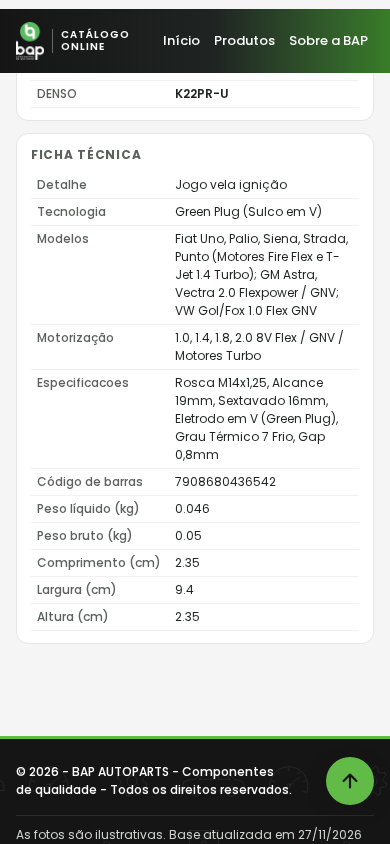 bap
CATÁLOGO
ONLINE
Início Produtos Sobre a BAP
DENSO K22PR-U
FICHA TÉCNICA
Detalhe Jogo vela ignição
Tecnologia Green Plug (Sulco em V)
Modelos Fiat Uno, Palio, Siena, Strada,
Punto (Motores Fire Flex e T-
Jet 1.4 Turbo); GM Astra,
Vectra 2.0 Flexpower / GNV;
VW Gol/Fox 1.0 Flex GNV
Motorização 1.0, 1.4, 1.8, 2.0 8V Flex / GNV /
Motores Turbo
Especificacoes Rosca M14x1,25, Alcance
19mm, Sextavado 16mm,
Eletrodo em V (Green Plug),
Grau Térmico 7 Frio, Gap
0,8mm
Código de barras 7908680436542
Peso líquido (kg) 0.046
Peso bruto (kg) 0.05
Comprimento (cm) 2.35
Largura (cm) 9.4
Altura (cm) 2.35
© 2026 - BAP AUTOPARTS - Componentes
de qualidade - Todos os direitos reservados.
As fotos são ilustrativas. Base atualizada em 27/11/2026